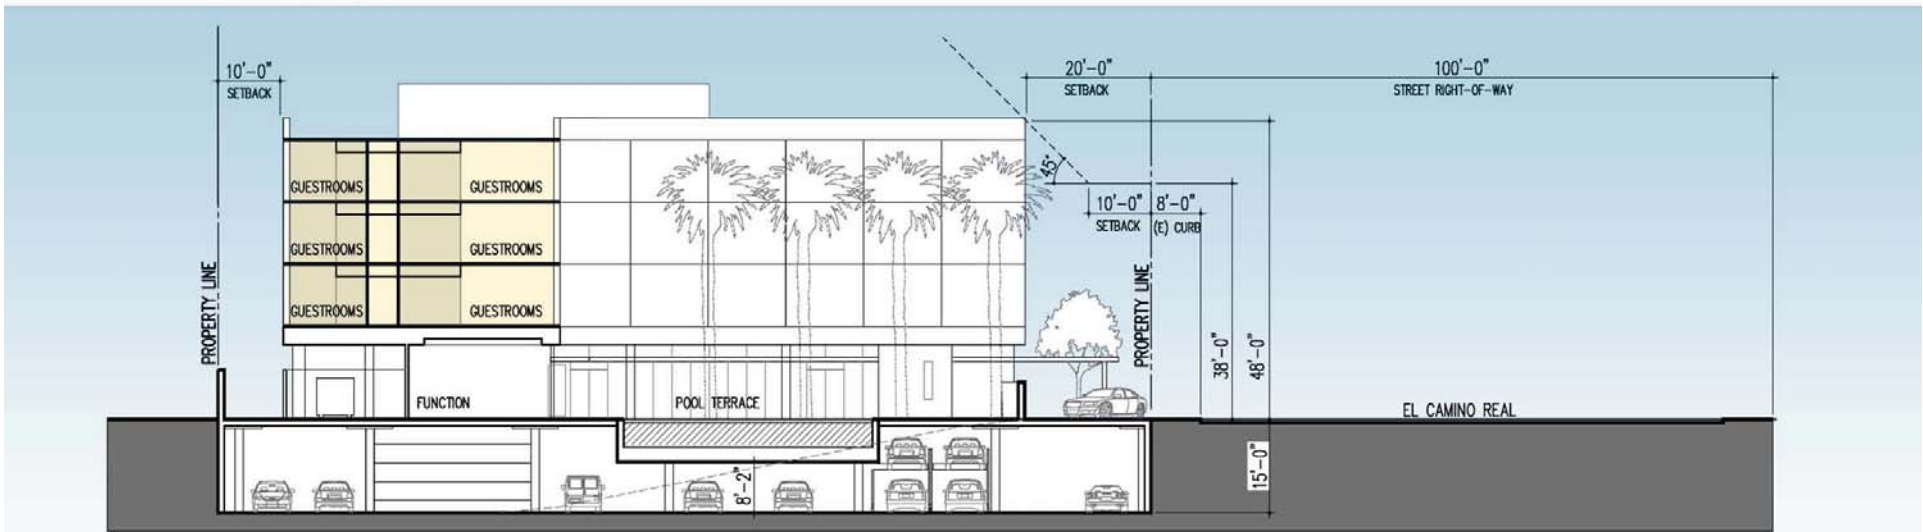 10'-0"
SETBACK
20'-0"
SETBACK
100'-0"
STREET RIGHT-OF-WAY
45°
GUESTROOMS
GUESTROOMS
10'-0"
SETBACK
8'-0"
(E) CURB
GUESTROOMS
GUESTROOMS
GUESTROOMS
GUESTROOMS
PROPERTY LINE
PROPERTY LINE
38'-0"
48'-0"
FUNCTION
POOL TERRACE
EL CAMINO REAL
8'-2"
15'-0"